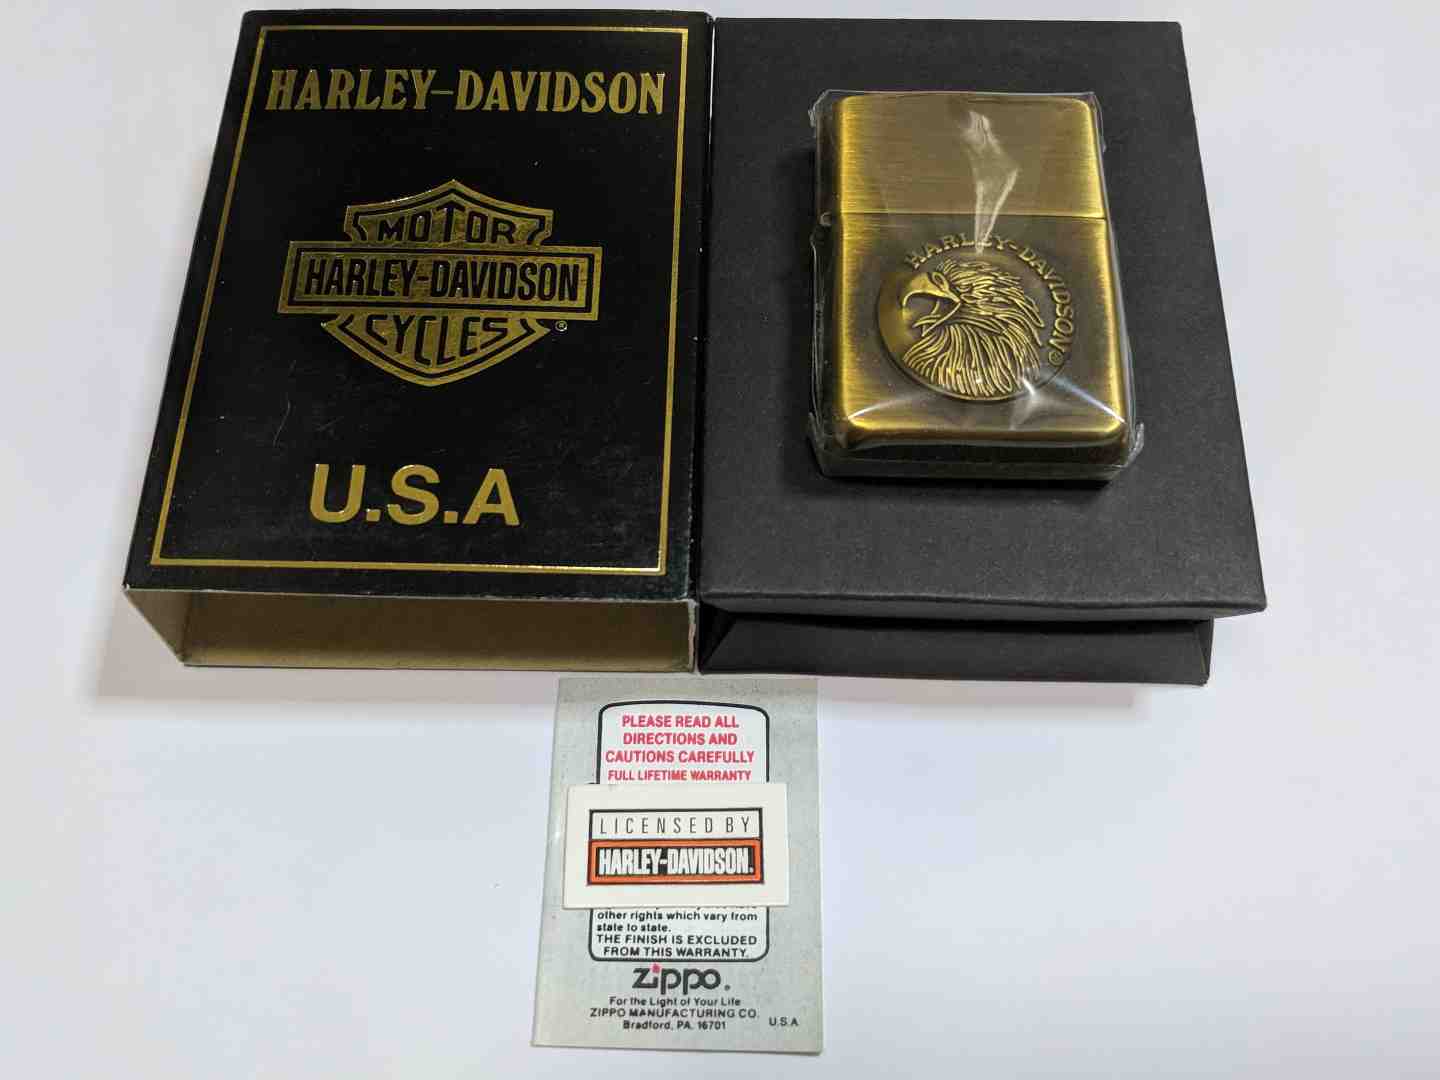 HARLEY-DAVIDSON
MOTOR
HARLEY-DAVIDSON
CYCLES®
U.S.A
HARLEY-DAVIDSON®
PLEASE READ ALL
DIRECTIONS AND
CAUTIONS CAREFULLY
FULL LIFETIME WARRANTY
LICENSED BY
HARLEY-DAVIDSON.
other rights which vary from
state to state.
THE FINISH IS EXCLUDED
FROM THIS WARRANTY.
zippo®
For the Light of Your Life
ZIPPO MANUFACTURING CO.
Bradford, PA. 16701 U.S.A